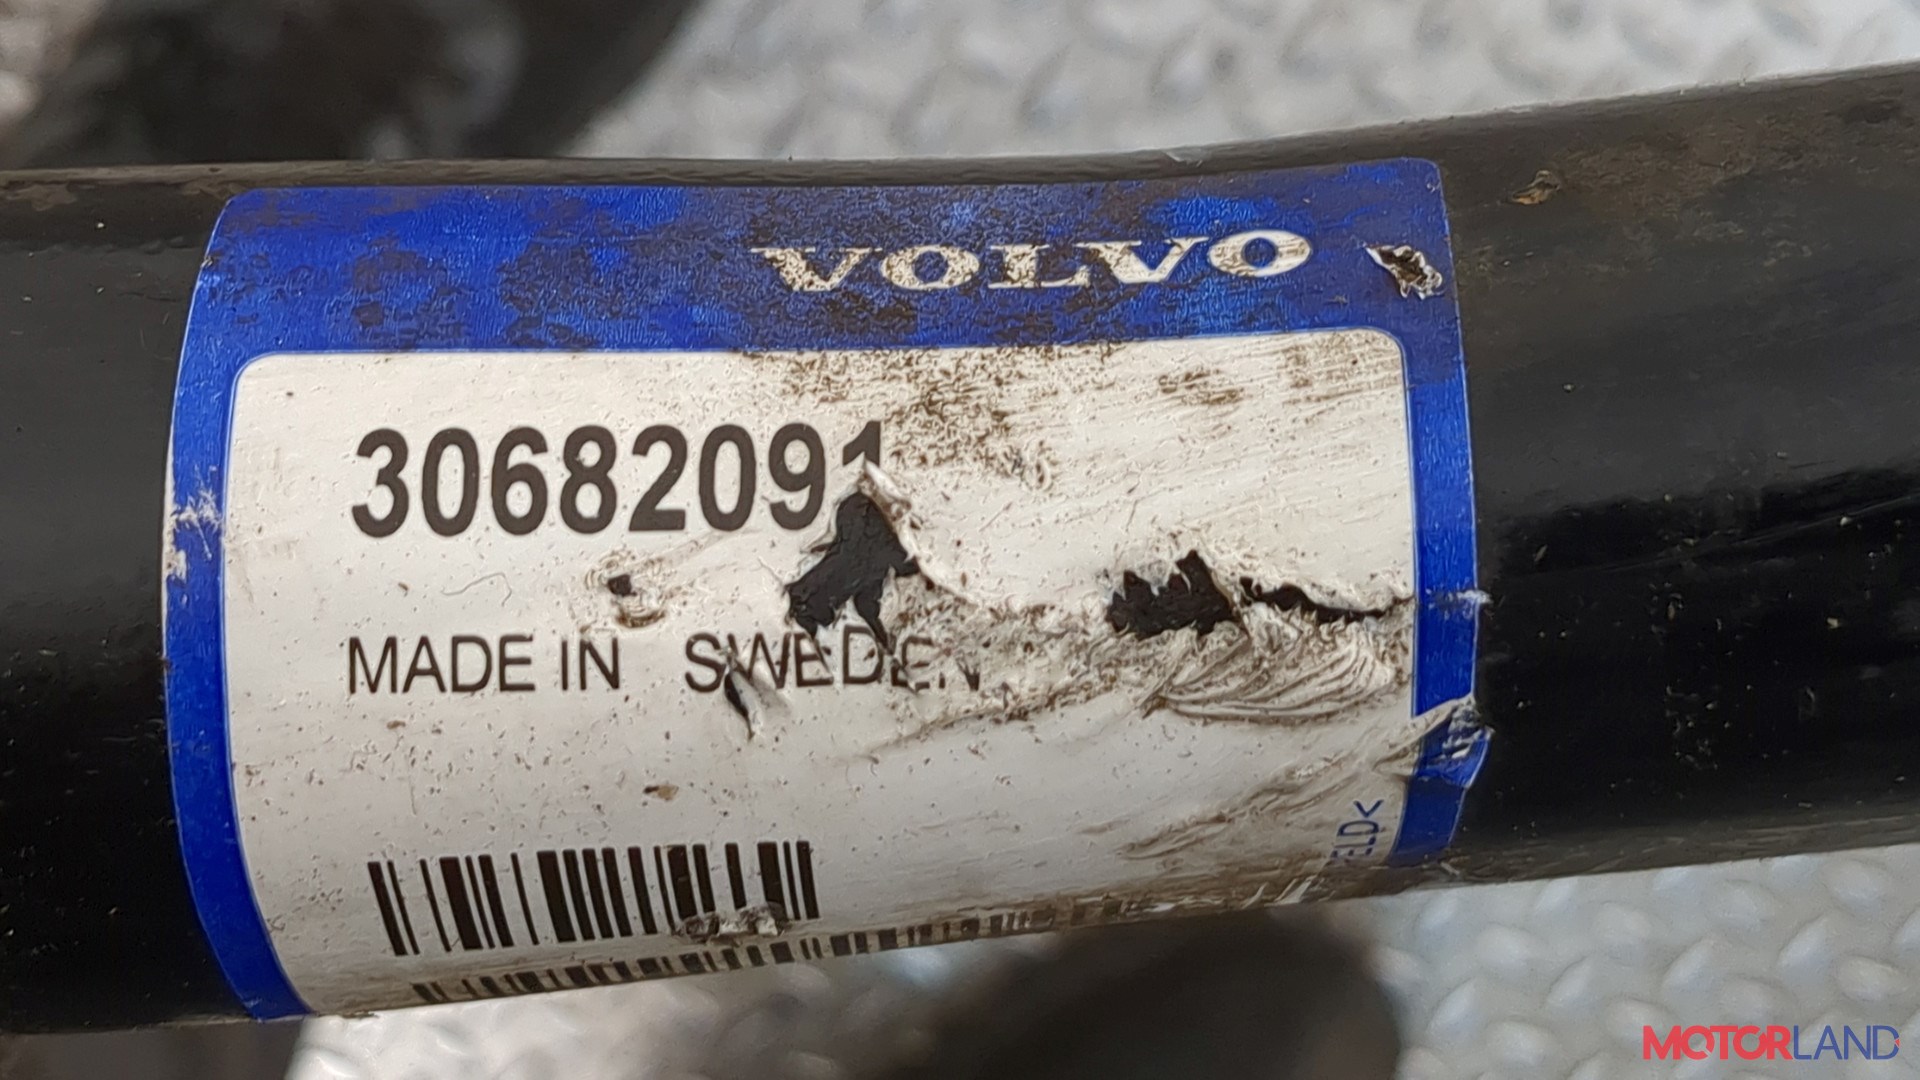 VOLVO
30682091
MADE IN SWEDEN
MOTORLAND